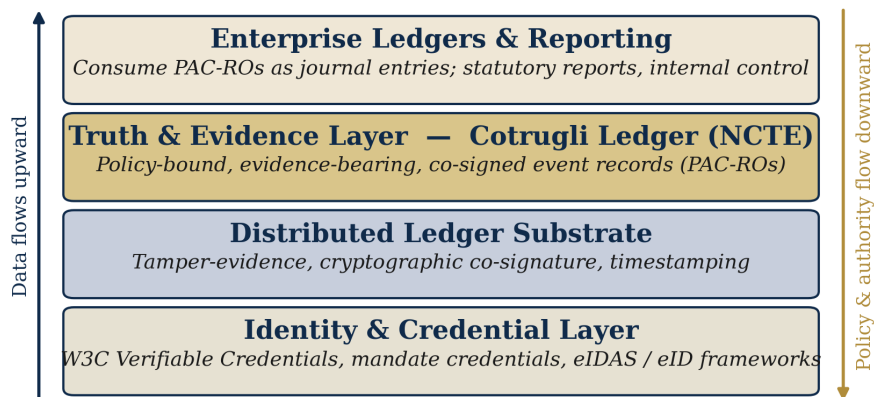 Enterprise Ledgers & Reporting
Consume PAC-ROs as journal entries; statutory reports, internal control
Truth & Evidence Layer — Cotrugli Ledger (NCTE)
Policy-bound, evidence-bearing, co-signed event records (PAC-ROs)
Distributed Ledger Substrate
Tamper-evidence, cryptographic co-signature, timestamping
Identity & Credential Layer
W3C Verifiable Credentials, mandate credentials, eIDAS / eID frameworks
Data flows upward
Policy & authority flow downward